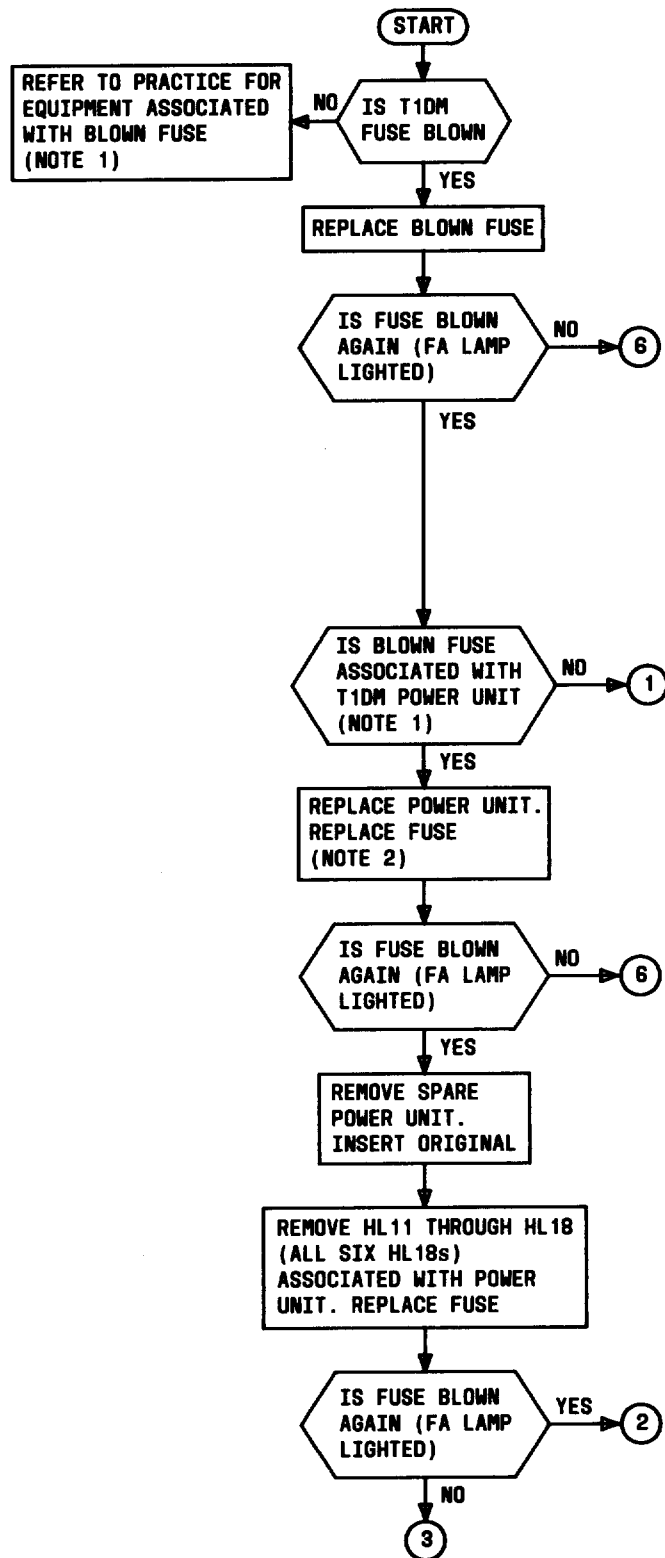 START
REFER TO PRACTICE FOR
EQUIPMENT ASSOCIATED
WITH BLOWN FUSE
(NOTE 1)
NO
IS T1DM
FUSE BLOWN
YES
REPLACE BLOWN FUSE
IS FUSE BLOWN
AGAIN (FA LAMP
LIGHTED)
NO
6
YES
IS BLOWN FUSE
ASSOCIATED WITH
T1DM POWER UNIT
(NOTE 1)
NO
1
YES
REPLACE POWER UNIT.
REPLACE FUSE
(NOTE 2)
IS FUSE BLOWN
AGAIN (FA LAMP
LIGHTED)
NO
6
YES
REMOVE SPARE
POWER UNIT.
INSERT ORIGINAL
REMOVE HL11 THROUGH HL18
(ALL SIX HL18s)
ASSOCIATED WITH POWER
UNIT. REPLACE FUSE
IS FUSE BLOWN
AGAIN (FA LAMP
LIGHTED)
YES
2
NO
3